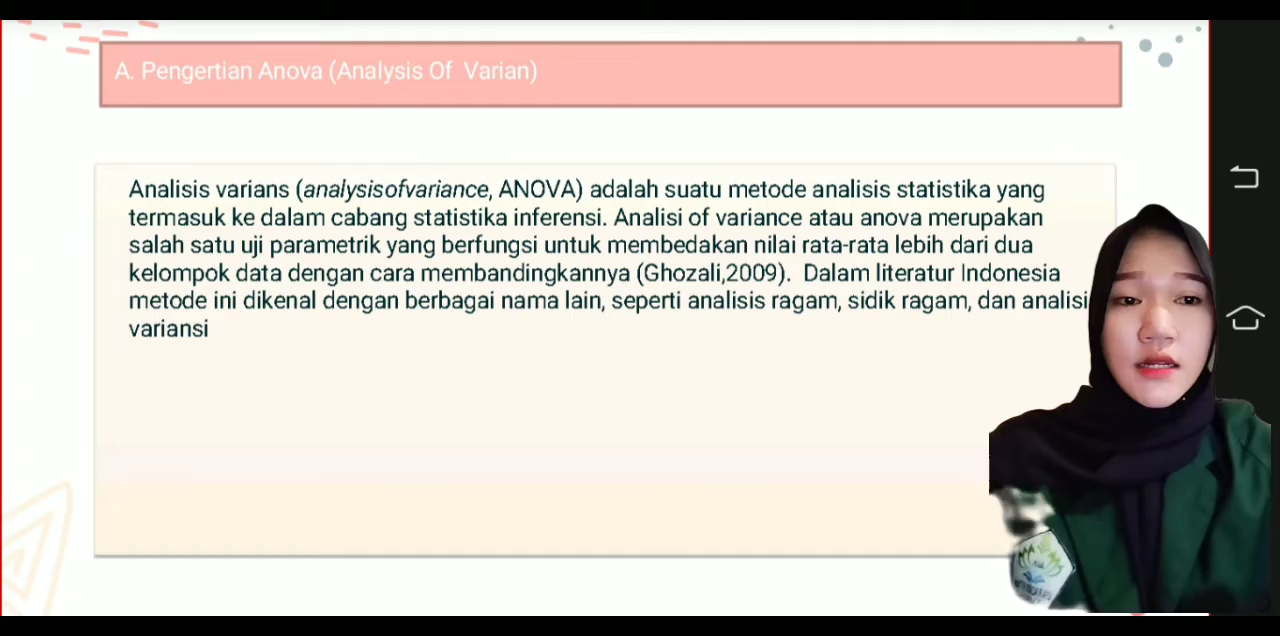 A. Pengertian Anova (Analysis Of Varian)
Analisis varians (analysisofvariance, ANOVA) adalah suatu metode analisis statistika yang
termasuk ke dalam cabang statistika inferensi. Analisi of variance atau anova merupakan
salah satu uji parametrik yang berfungsi untuk membedakan nilai rata-rata lebih dari dua
kelompok data dengan cara membandingkannya (Ghozali,2009). Dalam literatur Indonesia
metode ini dikenal dengan berbagai nama lain, seperti analisis ragam, sidik ragam, dan analisi
variansi